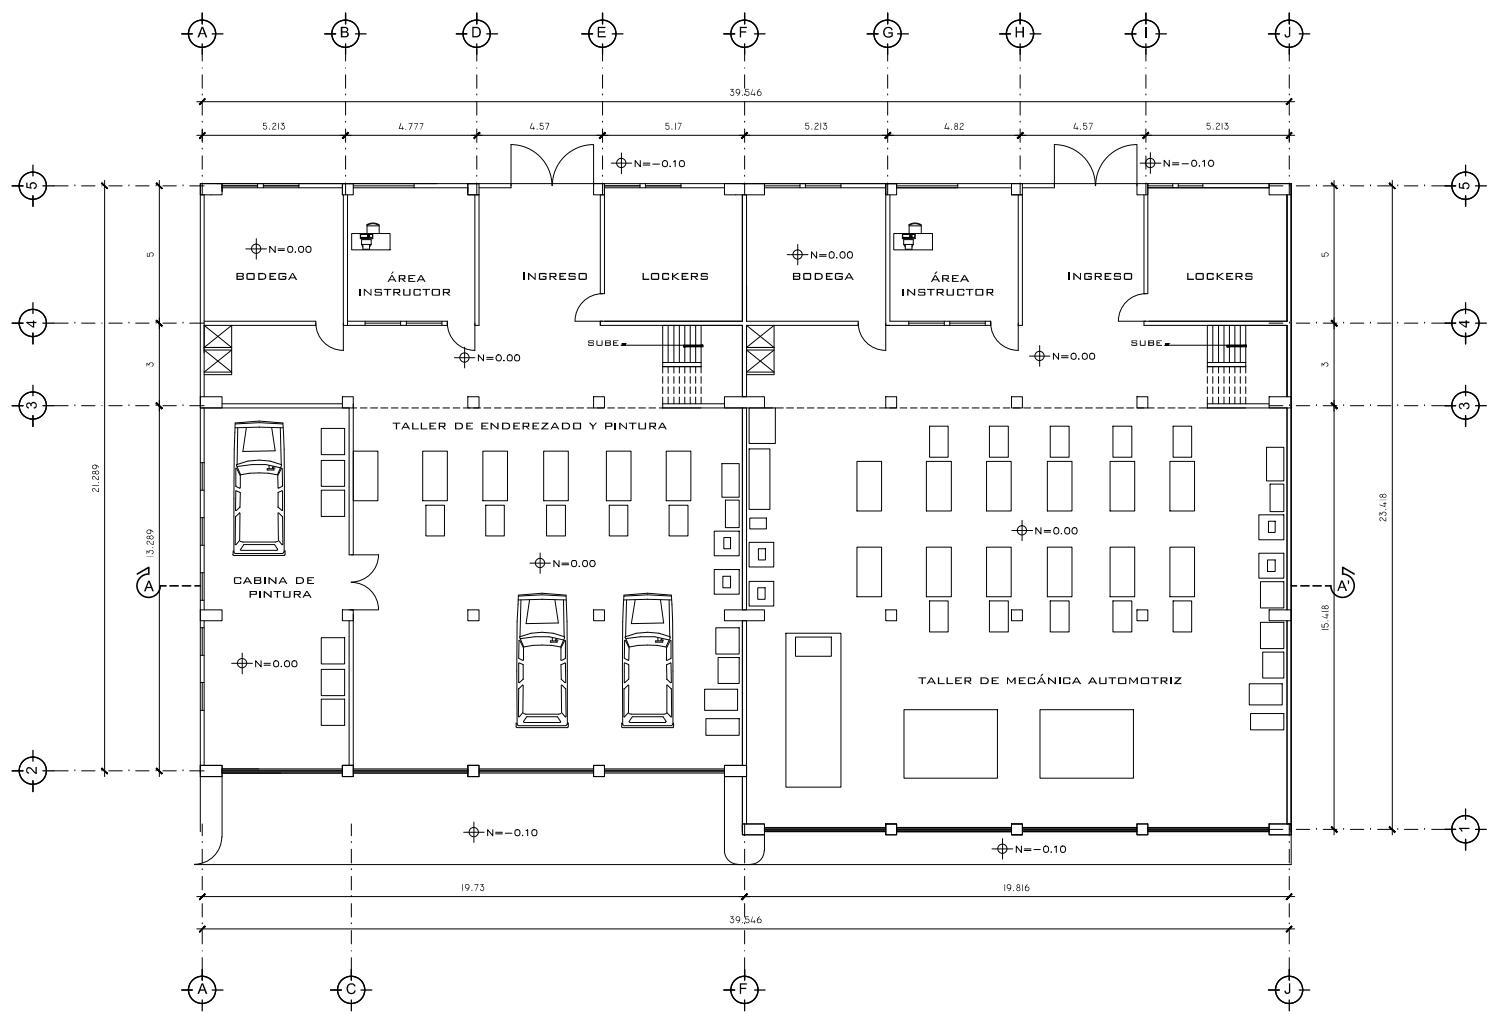 A B D E F G H I J
39.546
5.213 4.777 4.57 5.17 5.213 4.82 4.57 5.213
N=-0.10 N=-0.10
5 5
N=0.00 N=0.00
5 BODEGA ÁREA INSTRUCTOR INGRESO LOCKERS BODEGA ÁREA INSTRUCTOR INGRESO LOCKERS 5
4 4
SUBE SUBE
3 N=0.00 N=0.00 3
3 3
TALLER DE ENDEREZADO Y PINTURA
21.289 23.418
N=0.00
13.289
N=0.00
A CABINA DE PINTURA A'
15.418
N=0.00
TALLER DE MECÁNICA AUTOMOTRIZ
2
N=-0.10 1
N=-0.10
19.73 19.816
39.546
A C F J